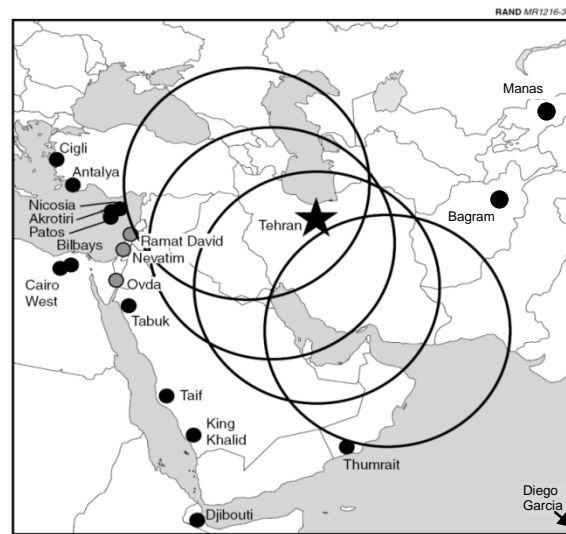 RAND MR1216-3
Manas
Cigli
Antalya
Nicosia
Akrotiri
Patos
Bilbays
Tehran
Bagram
Ramat David
Nevatim
Cairo
West
Ovda
Tabuk
Taif
King
Khalid
Thumrait
Diego
Garcia
Djibouti